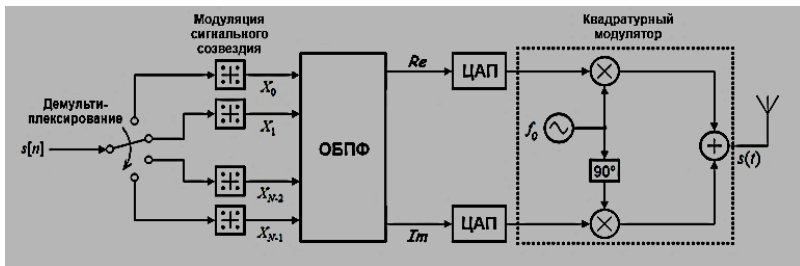 Модуляция
сигнального
созвездия
Квадратурный
модулятор
Демульти-
плексирование
s[n]
X0
X1
XN-2
XN-1
ОБПФ
Re
Im
ЦАП
ЦАП
f0
90°
s(t)